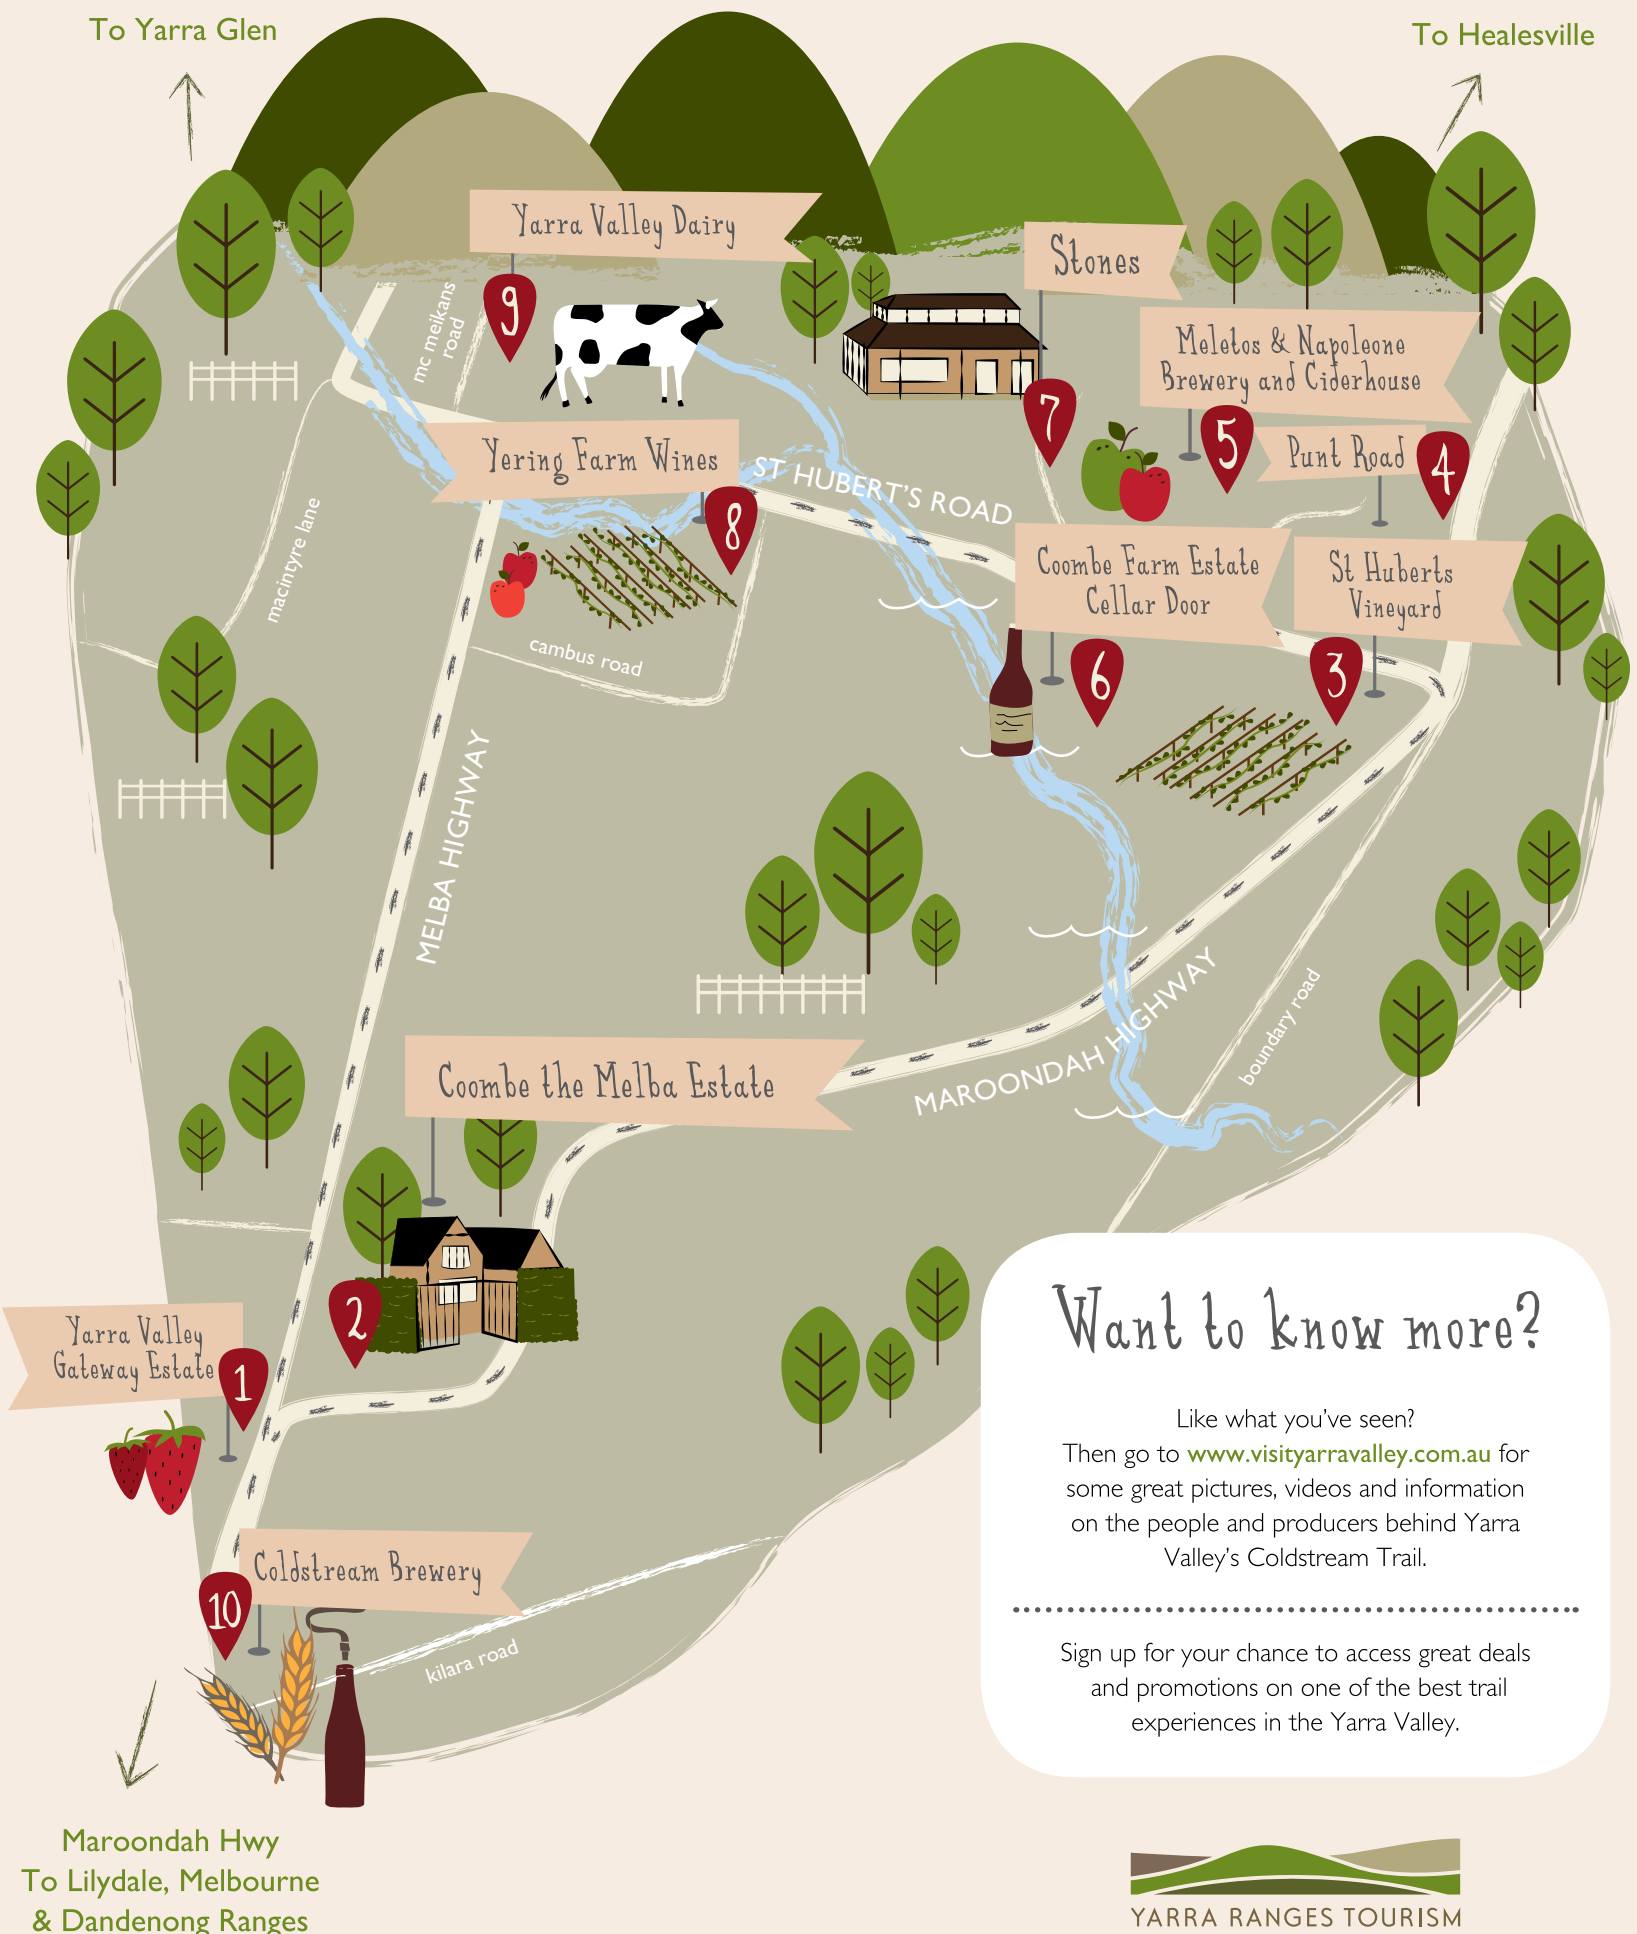 To Yarra Glen
To Healesville
Yarra Valley Dairy
9
mc meikans
road
Stones
7
Meletos & Napoleone
Brewery and Ciderhouse
5
Punt Road
4
Yering Farm Wines
8
ST HUBERT'S ROAD
macintyre lane
cambus road
Coombe Farm Estate
Cellar Door
6
St Huberts
Vineyard
3
MELBA HIGHWAY
MAROONDAH HIGHWAY
boundary road
Coombe the Melba Estate
2
Yarra Valley
Gateway Estate
1
Coldstream Brewery
10
kilara road
Maroondah Hwy
To Lilydale, Melbourne
& Dandenong Ranges
Want to know more?
Like what you've seen?
Then go to www.visityarravalley.com.au for
some great pictures, videos and information
on the people and producers behind Yarra
Valley's Coldstream Trail.
Sign up for your chance to access great deals
and promotions on one of the best trail
experiences in the Yarra Valley.
YARRA RANGES TOURISM